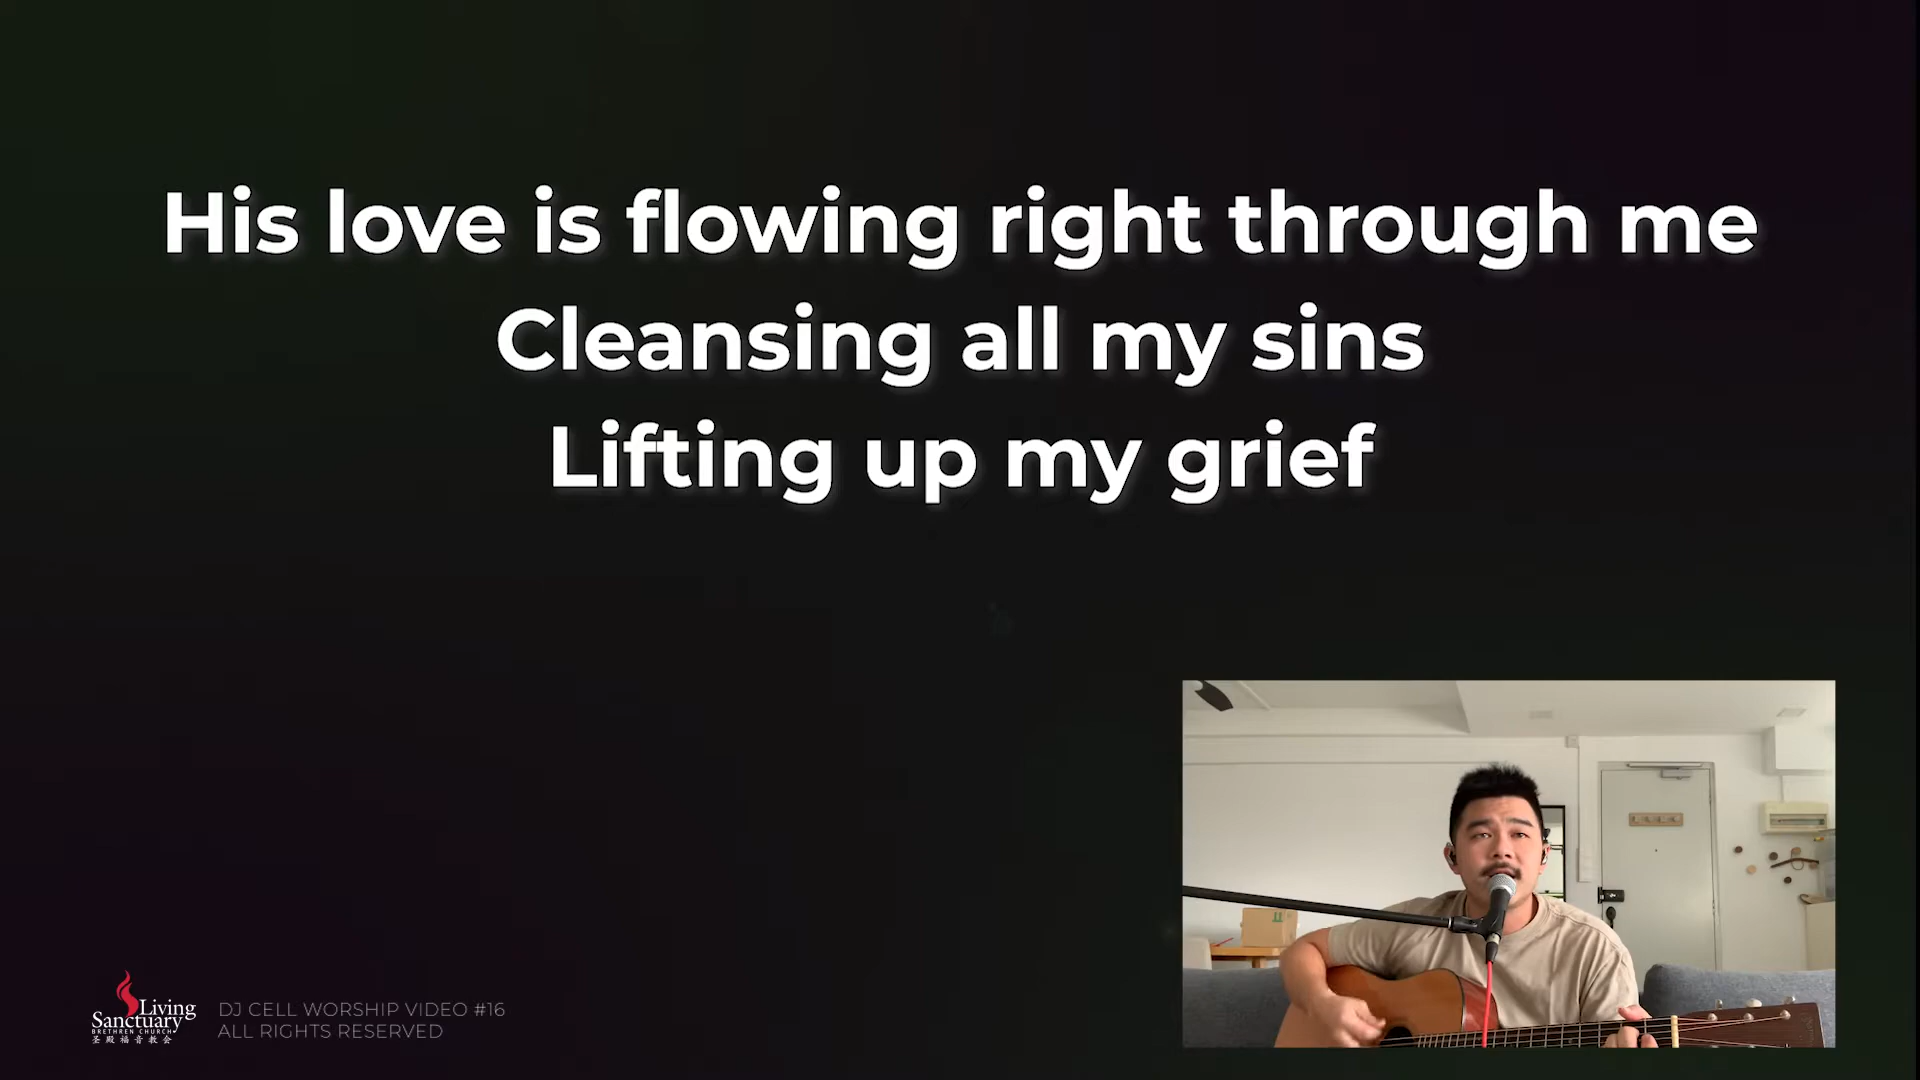 His love is flowing right through me
Cleansing all my sins
Lifting up my grief
Living
Sanctuary
BRETHREN CHURCH
圣殿福音教会
DJ CELL WORSHIP VIDEO #16
ALL RIGHTS RESERVED